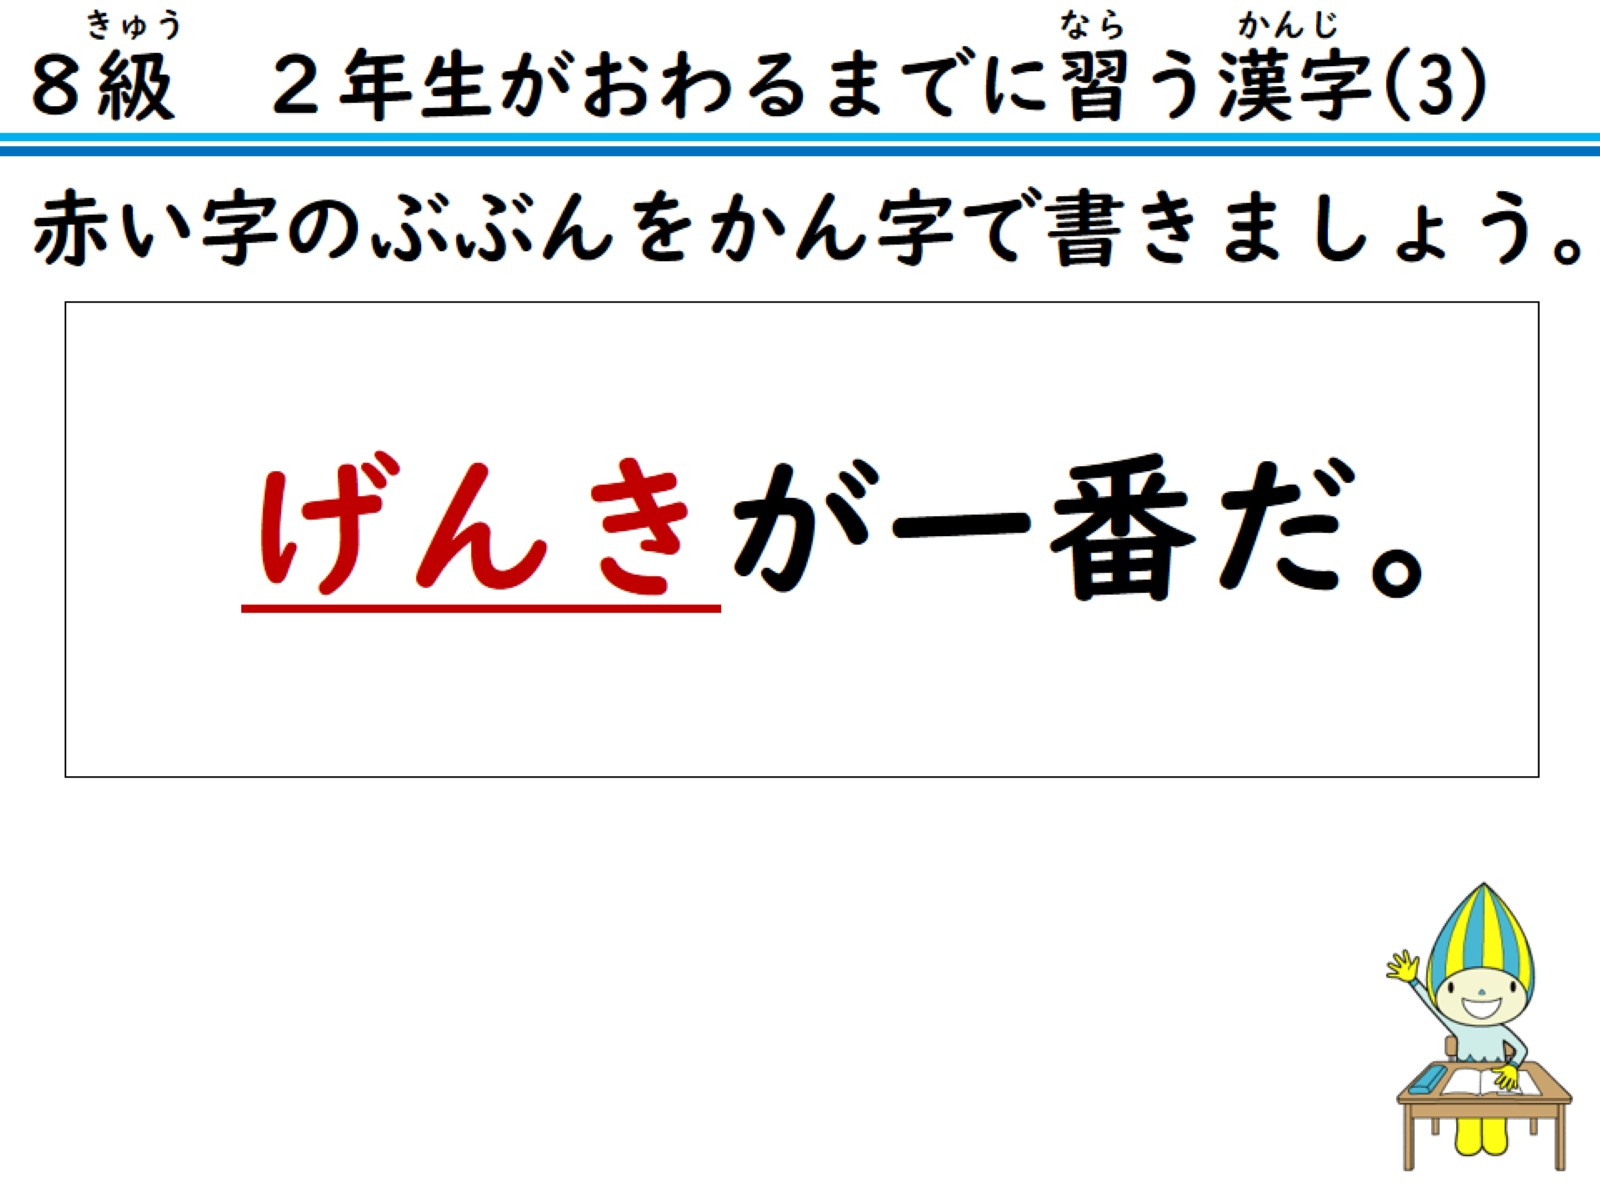 きゅう なら かんじ
８級　２年生がおわるまでに習う漢字(3)
赤い字のぶぶんをかん字で書きましょう。
げんきが一番だ。